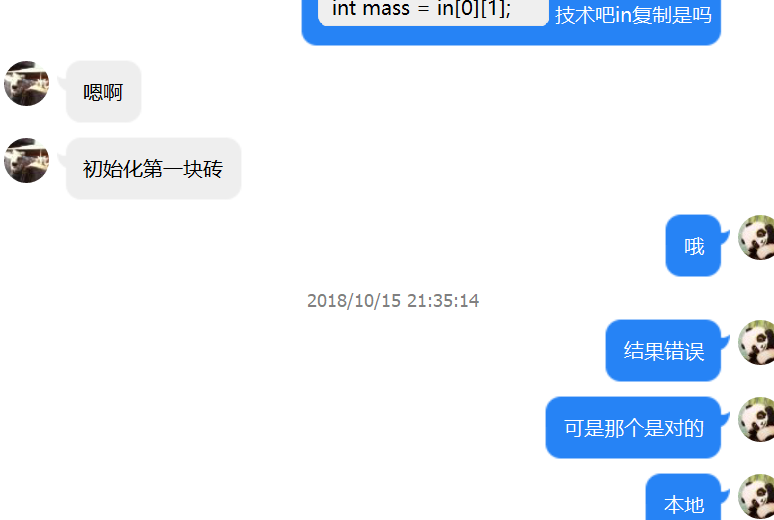 int mass = in[0][1];
技术吧in复制是吗
嗯啊
初始化第一块砖
哦
2018/10/15 21:35:14
结果错误
可是那个是对的
本地